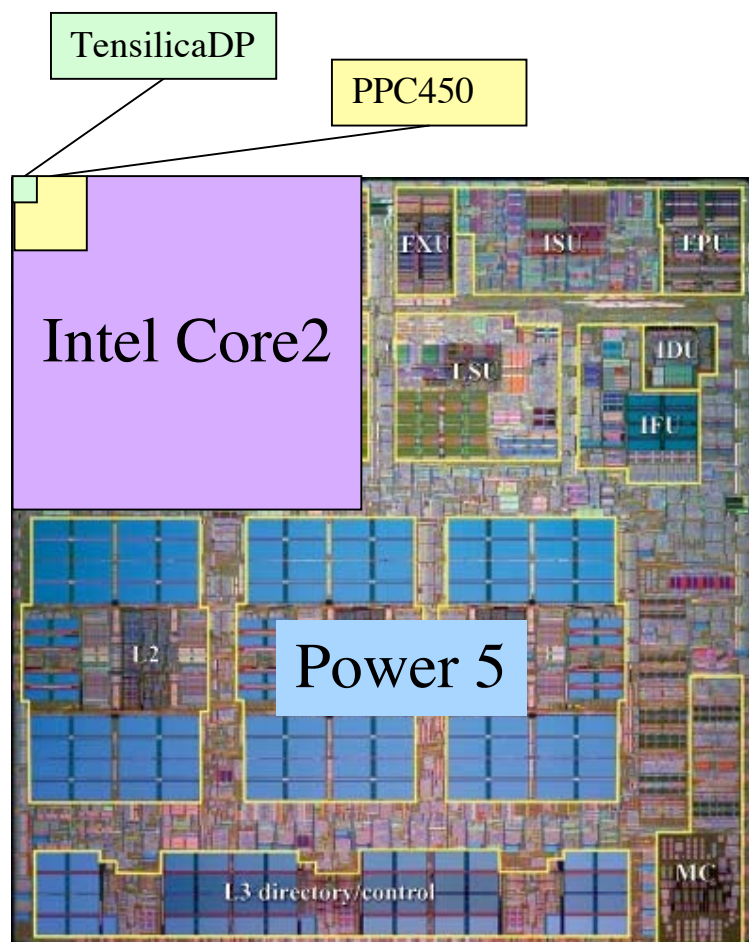 TensilicaDP
PPC450
FXU
ISU
FPU
Intel Core2
LSU
IDU
IFU
L2
Power 5
L3 directory/control
MC